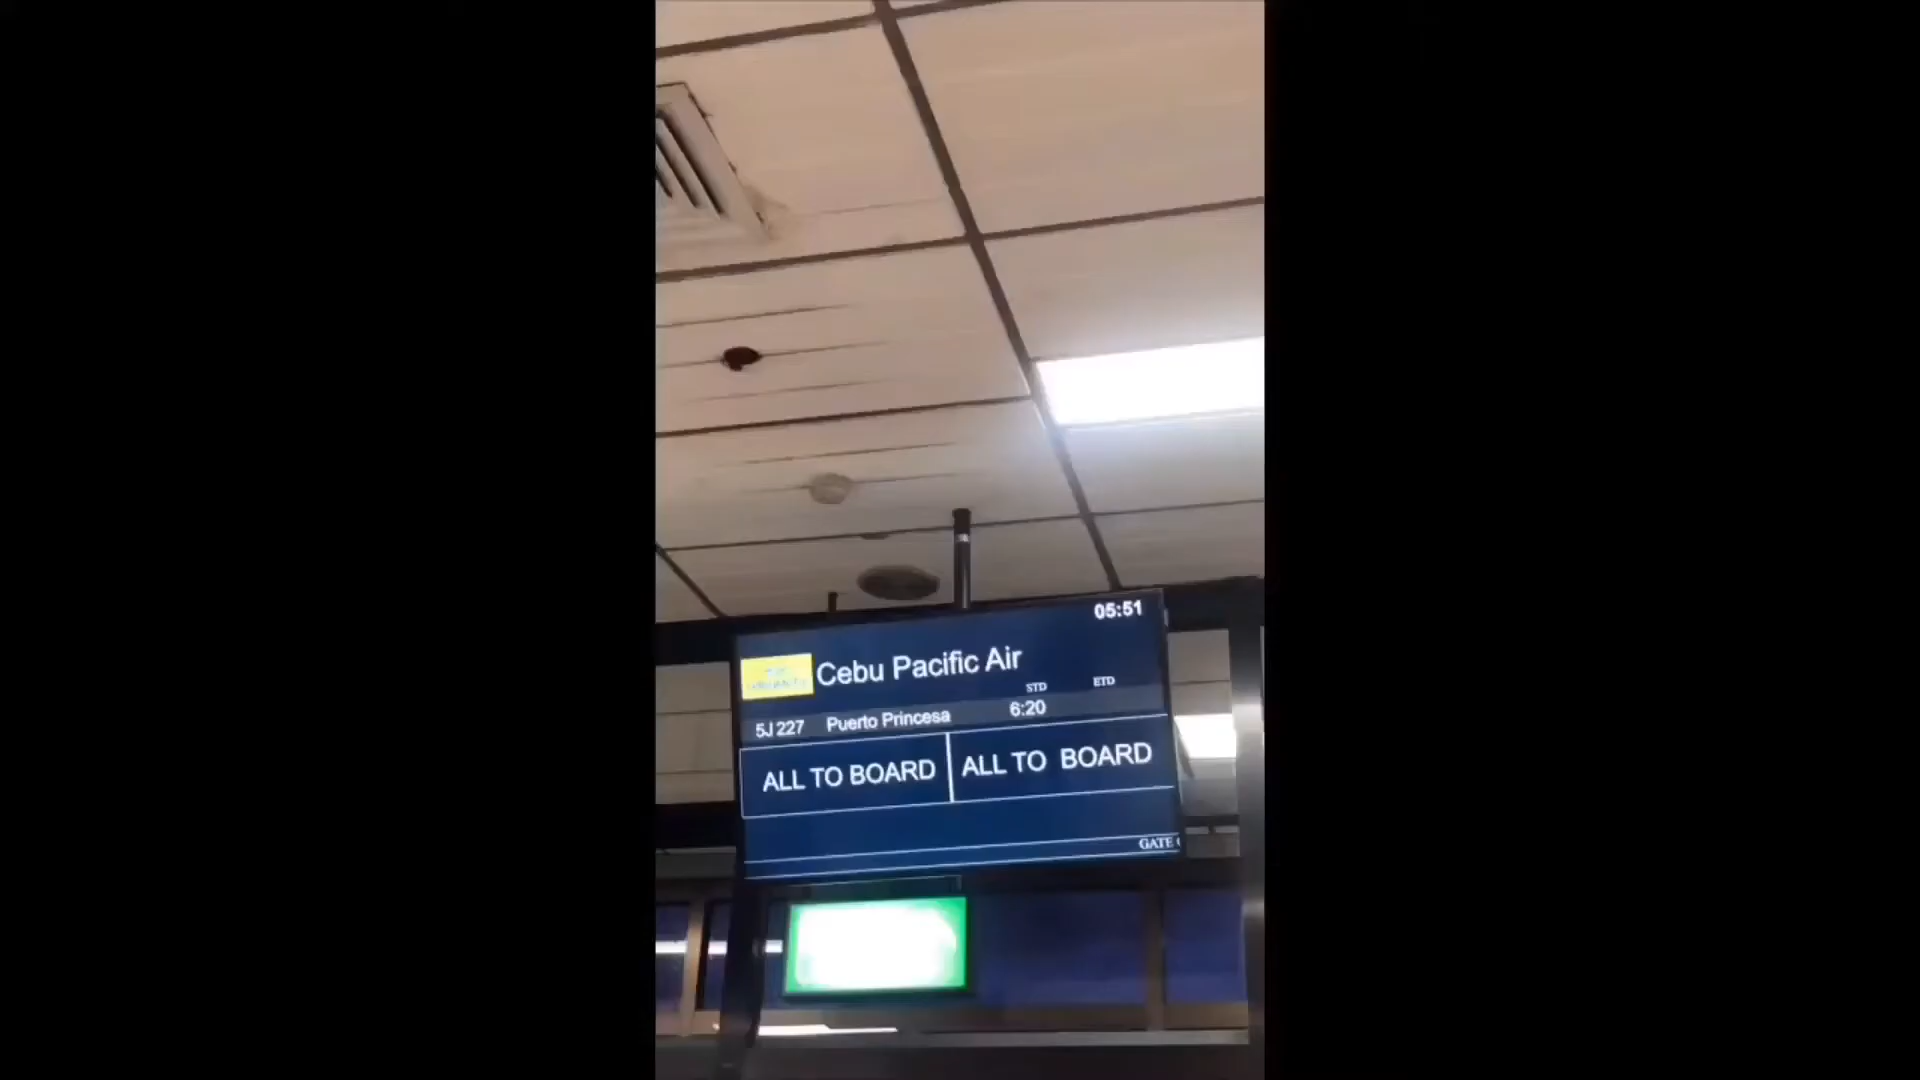 05:51
Cebu Pacific Air
STD ETD
5J 227 Puerto Princesa 6:20
ALL TO BOARD ALL TO BOARD
GATE